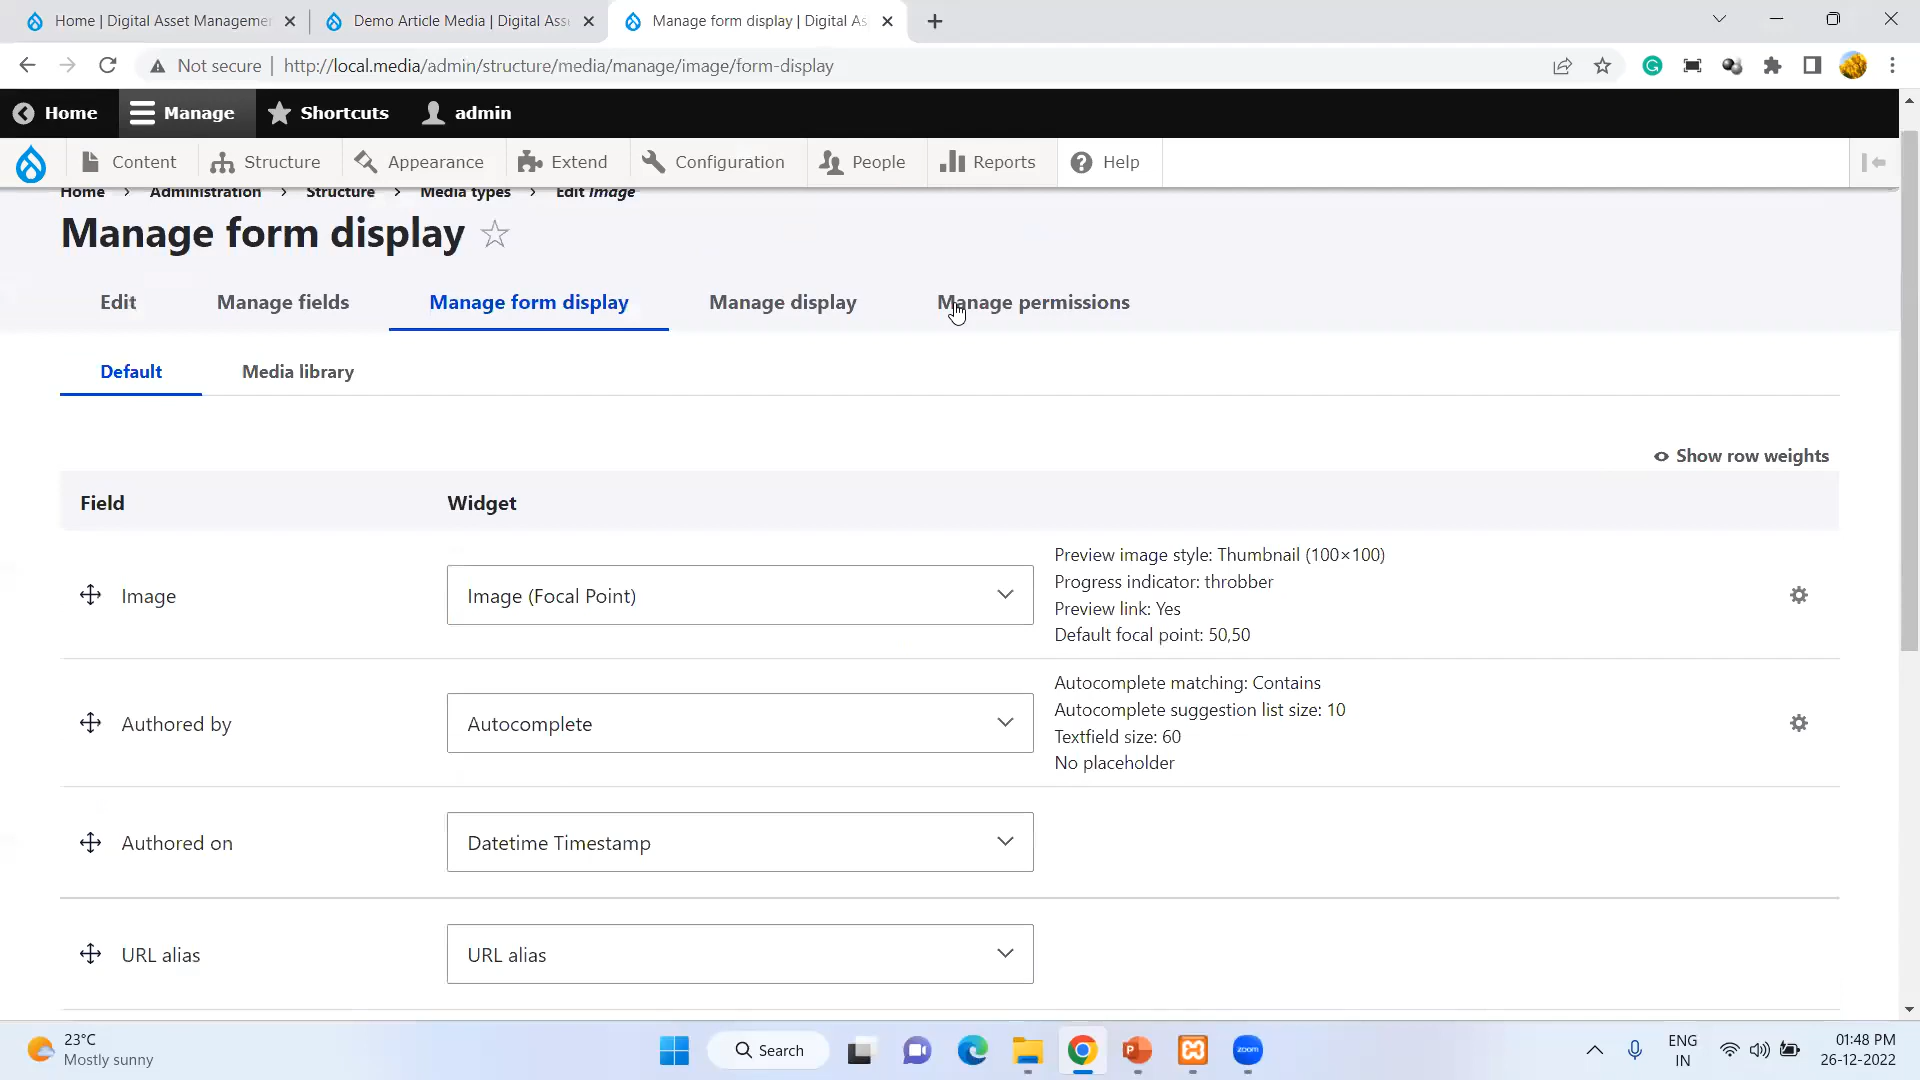 Home | Digital Asset Managemen
Demo Article Media | Digital Ass
Manage form display | Digital As
Not secure | http://local.media/admin/structure/media/manage/image/form-display
Home Manage Shortcuts admin
Content Structure Appearance Extend Configuration People Reports Help
Home > Administration > Structure > Media types > Edit Image
Manage form display
Edit Manage fields Manage form display Manage display Manage permissions
Default Media library
Show row weights
Field Widget
Image Image (Focal Point)
Preview image style: Thumbnail (100×100)
Progress indicator: throbber
Preview link: Yes
Default focal point: 50,50
Authored by Autocomplete
Autocomplete matching: Contains
Autocomplete suggestion list size: 10
Textfield size: 60
No placeholder
Authored on Datetime Timestamp
URL alias URL alias
23°C
Mostly sunny
Search
zoom
ENG
IN
01:48 PM
26-12-2022